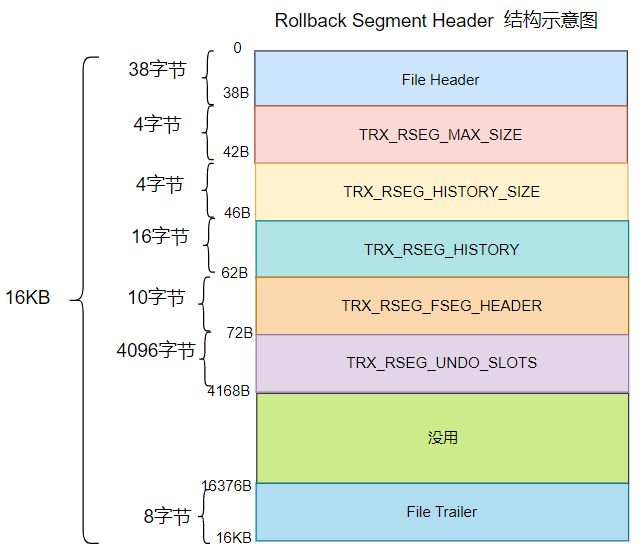 Rollback Segment Header 结构示意图
0
38字节
File Header
38B
4字节
TRX_RSEG_MAX_SIZE
42B
4字节
TRX_RSEG_HISTORY_SIZE
46B
16字节
TRX_RSEG_HISTORY
62B
16KB
10字节
TRX_RSEG_FSEG_HEADER
72B
4096字节
TRX_RSEG_UNDO_SLOTS
4168B
没用
16376B
8字节
File Trailer
16KB